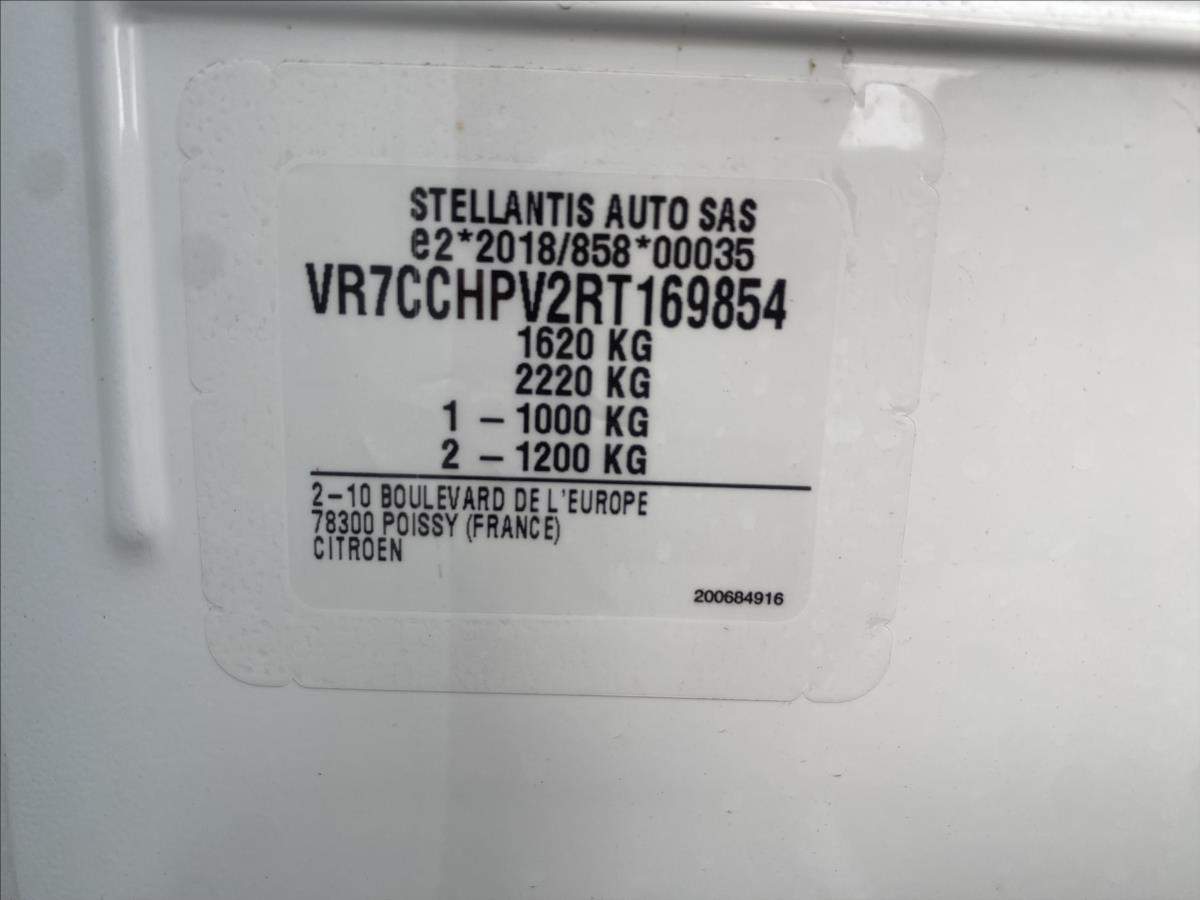 STELLANTIS AUTO SAS
e2*2018/858*00035
VR7CCHPV2RT169854
1620 KG
2220 KG
1 – 1000 KG
2 – 1200 KG
2–10 BOULEVARD DE L'EUROPE
78300 POISSY (FRANCE)
CITROEN
200684916